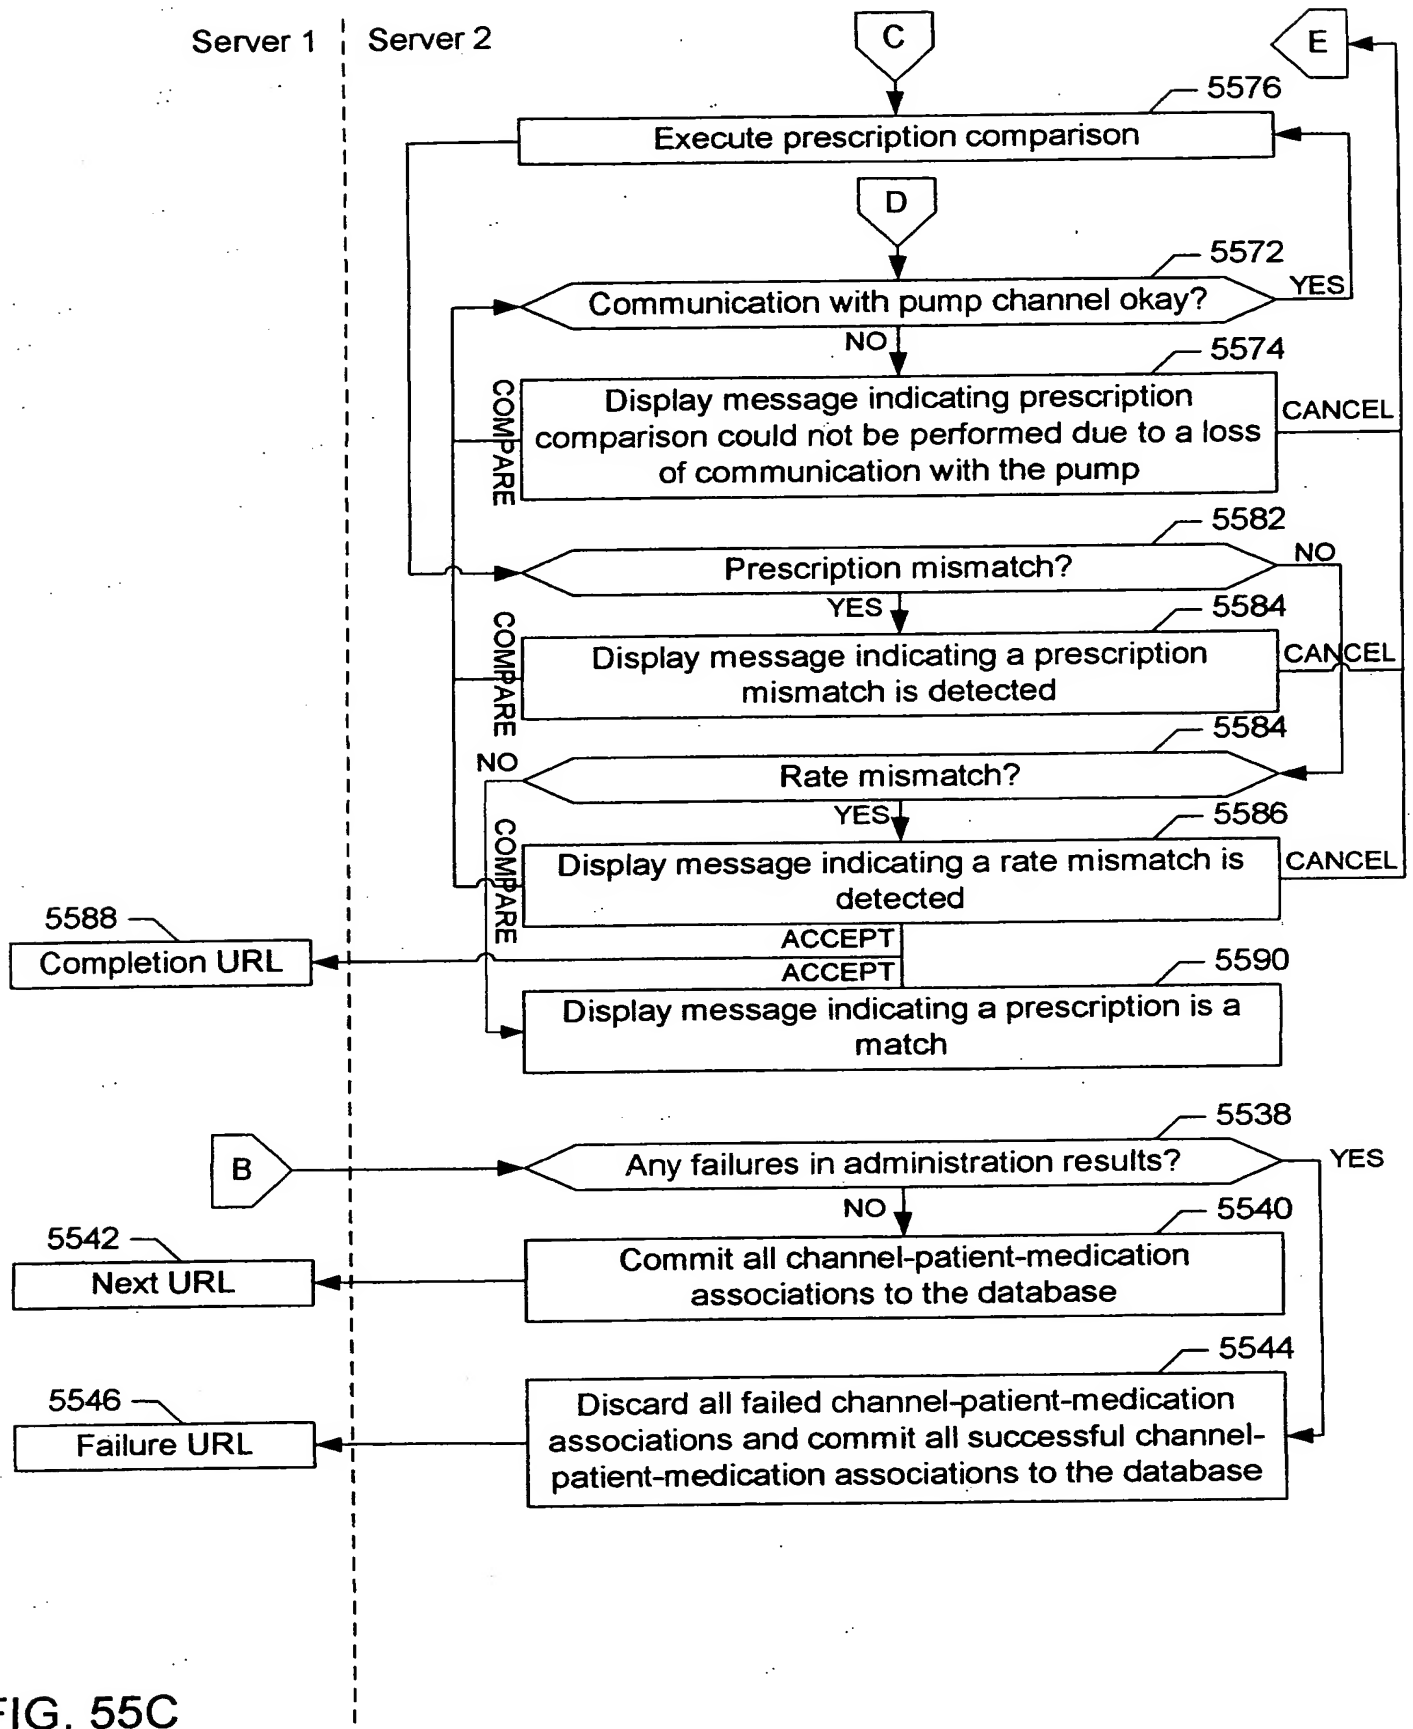 Server 1
Server 2
C
E
5576
Execute prescription comparison
D
5572
Communication with pump channel okay?
YES
NO
5574
COMPARE
Display message indicating prescription
comparison could not be performed due to a loss
of communication with the pump
CANCEL
5582
Prescription mismatch?
NO
YES
5584
COMPARE
Display message indicating a prescription
mismatch is detected
CANCEL
5584
NO
Rate mismatch?
YES
5586
COMPARE
Display message indicating a rate mismatch is
detected
CANCEL
5588
Completion URL
ACCEPT
ACCEPT
5590
Display message indicating a prescription is a
match
5538
B
Any failures in administration results?
YES
NO
5540
5542
Next URL
Commit all channel-patient-medication
associations to the database
5544
5546
Failure URL
Discard all failed channel-patient-medication
associations and commit all successful channel-
patient-medication associations to the database
FIG. 55C